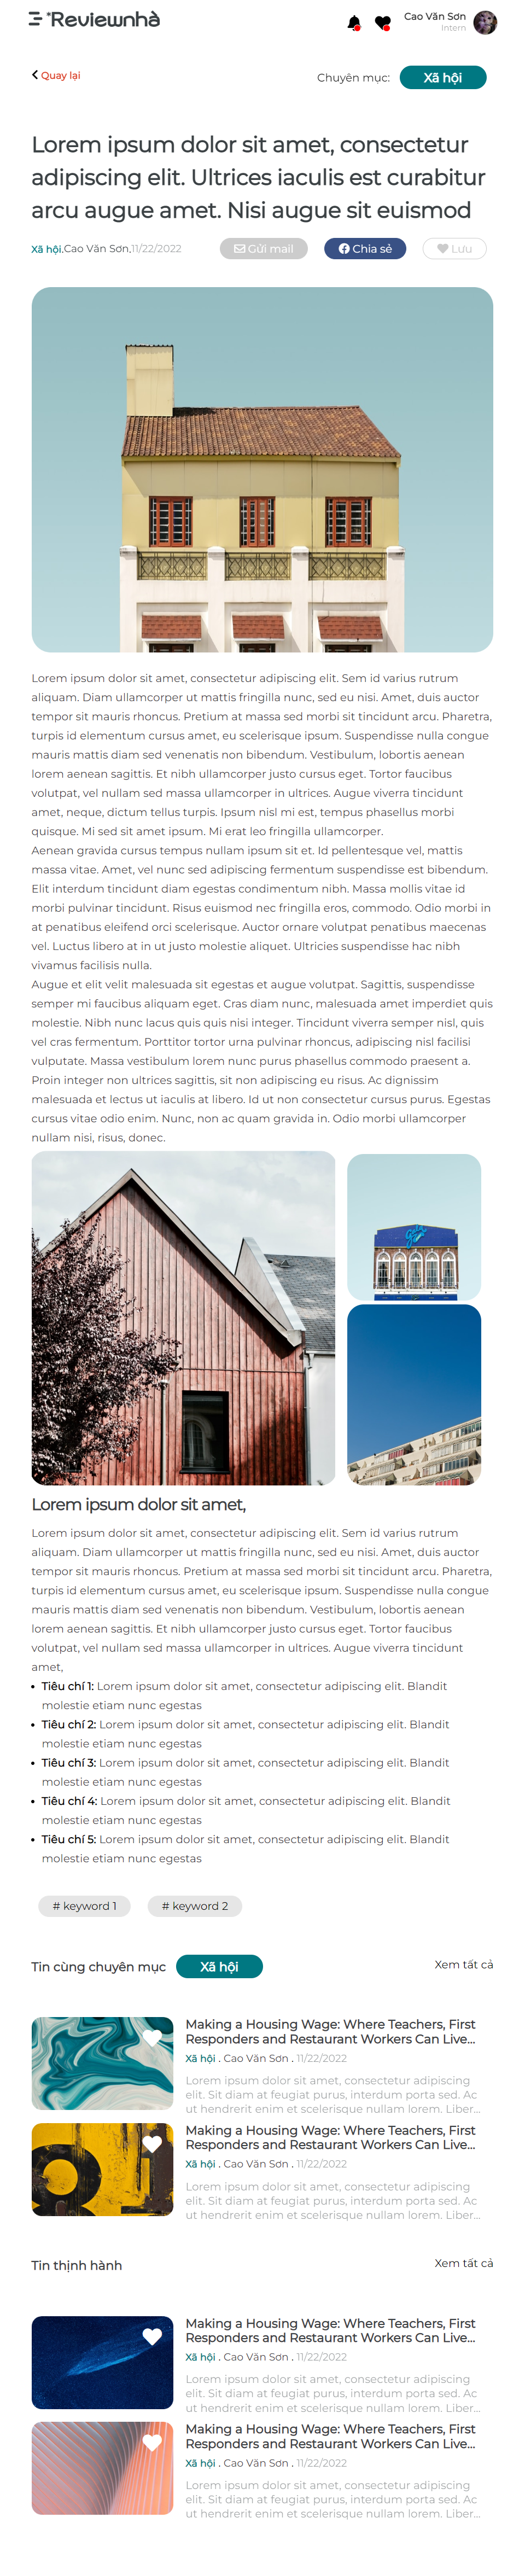 Reviewnhà
Cao Văn Sơn
Intern
Quay lại
Chuyên mục: Xã hội
Lorem ipsum dolor sit amet, consectetur
adipiscing elit. Ultrices iaculis est curabitur
arcu augue amet. Nisi augue sit euismod
Xã hội.Cao Văn Sơn,11/22/2022 Gửi mail Chia sẻ Lưu
Lorem ipsum dolor sit amet, consectetur adipiscing elit. Sem id varius rutrum
aliquam. Diam ullamcorper ut mattis fringilla nunc, sed eu nisi. Amet, duis auctor
tempor sit mauris rhoncus. Pretium at massa sed morbi sit tincidunt arcu. Pharetra,
turpis id elementum cursus amet, eu scelerisque ipsum. Suspendisse nulla congue
mauris mattis diam sed venenatis non bibendum. Vestibulum, lobortis aenean
lorem aenean sagittis. Et nibh ullamcorper justo cursus eget. Tortor faucibus
volutpat, vel nullam sed massa ullamcorper in ultrices. Augue viverra tincidunt
amet, neque, dictum tellus turpis. Ipsum nisl mi est, tempus phasellus morbi
quisque. Mi sed sit amet ipsum. Mi erat leo fringilla ullamcorper.
Aenean gravida cursus tempus nullam ipsum sit et. Id pellentesque vel, mattis
massa vitae. Amet, vel nunc sed adipiscing fermentum suspendisse est bibendum.
Elit interdum tincidunt diam egestas condimentum nibh. Massa mollis vitae id
morbi pulvinar tincidunt. Risus euismod nec fringilla eros, commodo. Odio morbi in
at penatibus eleifend orci scelerisque. Auctor ornare volutpat penatibus maecenas
vel. Luctus libero at in ut justo molestie aliquet. Ultricies suspendisse hac nibh
vivamus facilisis nulla.
Augue et elit velit malesuada sit egestas et augue volutpat. Sagittis, suspendisse
semper mi faucibus aliquam eget. Cras diam nunc, malesuada amet imperdiet quis
molestie. Nibh nunc lacus quis quis nisi integer. Tincidunt viverra semper nisl, quis
vel cras fermentum. Porttitor tortor urna pulvinar rhoncus, adipiscing nisl facilisi
vulputate. Massa vestibulum lorem nunc purus phasellus commodo praesent a.
Proin integer non ultrices sagittis, sit non adipiscing eu risus. Ac dignissim
malesuada et lectus ut iaculis at libero. Id ut non consectetur cursus purus. Egestas
cursus vitae odio enim. Nunc, non ac quam gravida in. Odio morbi ullamcorper
nullam nisi, risus, donec.
Lorem ipsum dolor sit amet,
Lorem ipsum dolor sit amet, consectetur adipiscing elit. Sem id varius rutrum
aliquam. Diam ullamcorper ut mattis fringilla nunc, sed eu nisi. Amet, duis auctor
tempor sit mauris rhoncus. Pretium at massa sed morbi sit tincidunt arcu. Pharetra,
turpis id elementum cursus amet, eu scelerisque ipsum. Suspendisse nulla congue
mauris mattis diam sed venenatis non bibendum. Vestibulum, lobortis aenean
lorem aenean sagittis. Et nibh ullamcorper justo cursus eget. Tortor faucibus
volutpat, vel nullam sed massa ullamcorper in ultrices. Augue viverra tincidunt
amet,
• Tiêu chí 1: Lorem ipsum dolor sit amet, consectetur adipiscing elit. Blandit
molestie etiam nunc egestas
• Tiêu chí 2: Lorem ipsum dolor sit amet, consectetur adipiscing elit. Blandit
molestie etiam nunc egestas
• Tiêu chí 3: Lorem ipsum dolor sit amet, consectetur adipiscing elit. Blandit
molestie etiam nunc egestas
• Tiêu chí 4: Lorem ipsum dolor sit amet, consectetur adipiscing elit. Blandit
molestie etiam nunc egestas
• Tiêu chí 5: Lorem ipsum dolor sit amet, consectetur adipiscing elit. Blandit
molestie etiam nunc egestas
# keyword 1 # keyword 2
Tin cùng chuyên mục Xã hội Xem tất cả
Making a Housing Wage: Where Teachers, First
Responders and Restaurant Workers Can Live...
Xã hội . Cao Văn Sơn . 11/22/2022
Lorem ipsum dolor sit amet, consectetur adipiscing
elit. Sit diam at feugiat purus, interdum porta sed. Ac
ut hendrerit enim et scelerisque nullam lorem. Liber...
Making a Housing Wage: Where Teachers, First
Responders and Restaurant Workers Can Live...
Xã hội . Cao Văn Sơn . 11/22/2022
Lorem ipsum dolor sit amet, consectetur adipiscing
elit. Sit diam at feugiat purus, interdum porta sed. Ac
ut hendrerit enim et scelerisque nullam lorem. Liber...
Tin thịnh hành Xem tất cả
Making a Housing Wage: Where Teachers, First
Responders and Restaurant Workers Can Live...
Xã hội . Cao Văn Sơn . 11/22/2022
Lorem ipsum dolor sit amet, consectetur adipiscing
elit. Sit diam at feugiat purus, interdum porta sed. Ac
ut hendrerit enim et scelerisque nullam lorem. Liber...
Making a Housing Wage: Where Teachers, First
Responders and Restaurant Workers Can Live...
Xã hội . Cao Văn Sơn . 11/22/2022
Lorem ipsum dolor sit amet, consectetur adipiscing
elit. Sit diam at feugiat purus, interdum porta sed. Ac
ut hendrerit enim et scelerisque nullam lorem. Liber...